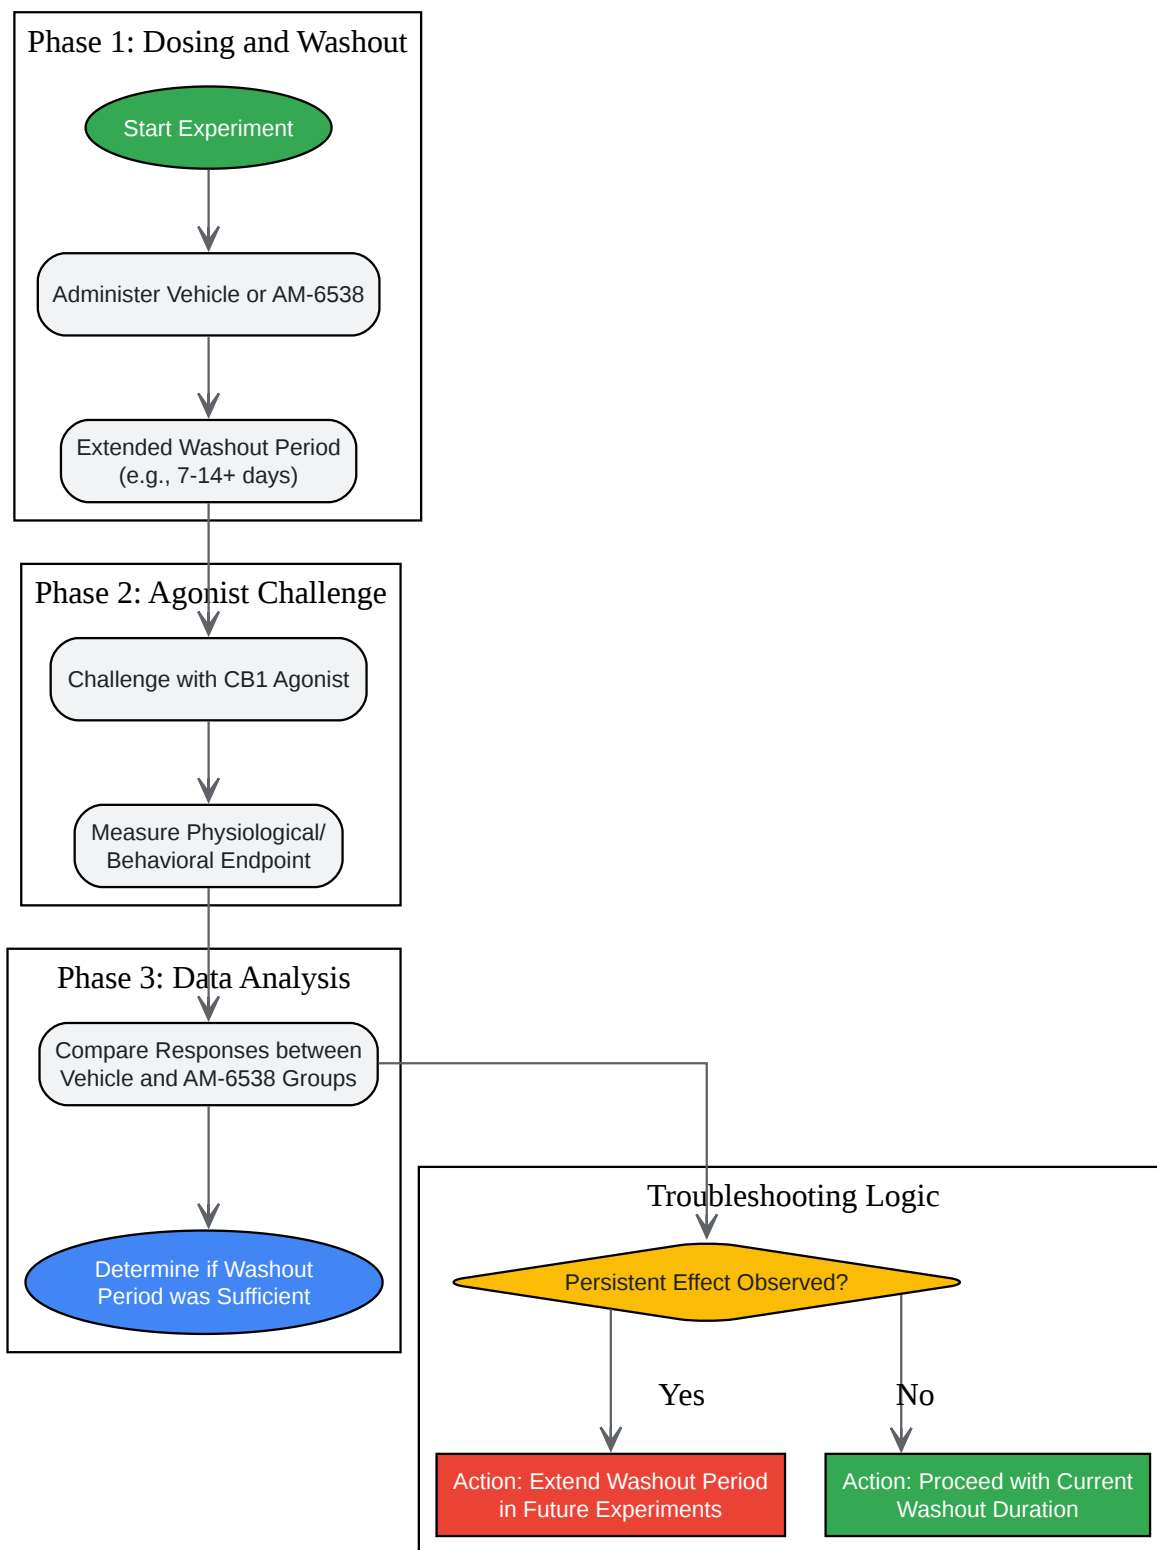 Phase 1: Dosing and Washout
Start Experiment
Administer Vehicle or AM-6538
Extended Washout Period
(e.g., 7-14+ days)
Phase 2: Agonist Challenge
Challenge with CB1 Agonist
Measure Physiological/
Behavioral Endpoint
Phase 3: Data Analysis
Compare Responses between
Vehicle and AM-6538 Groups
Determine if Washout
Period was Sufficient
Troubleshooting Logic
Persistent Effect Observed?
Yes
No
Action: Extend Washout Period
in Future Experiments
Action: Proceed with Current
Washout Duration